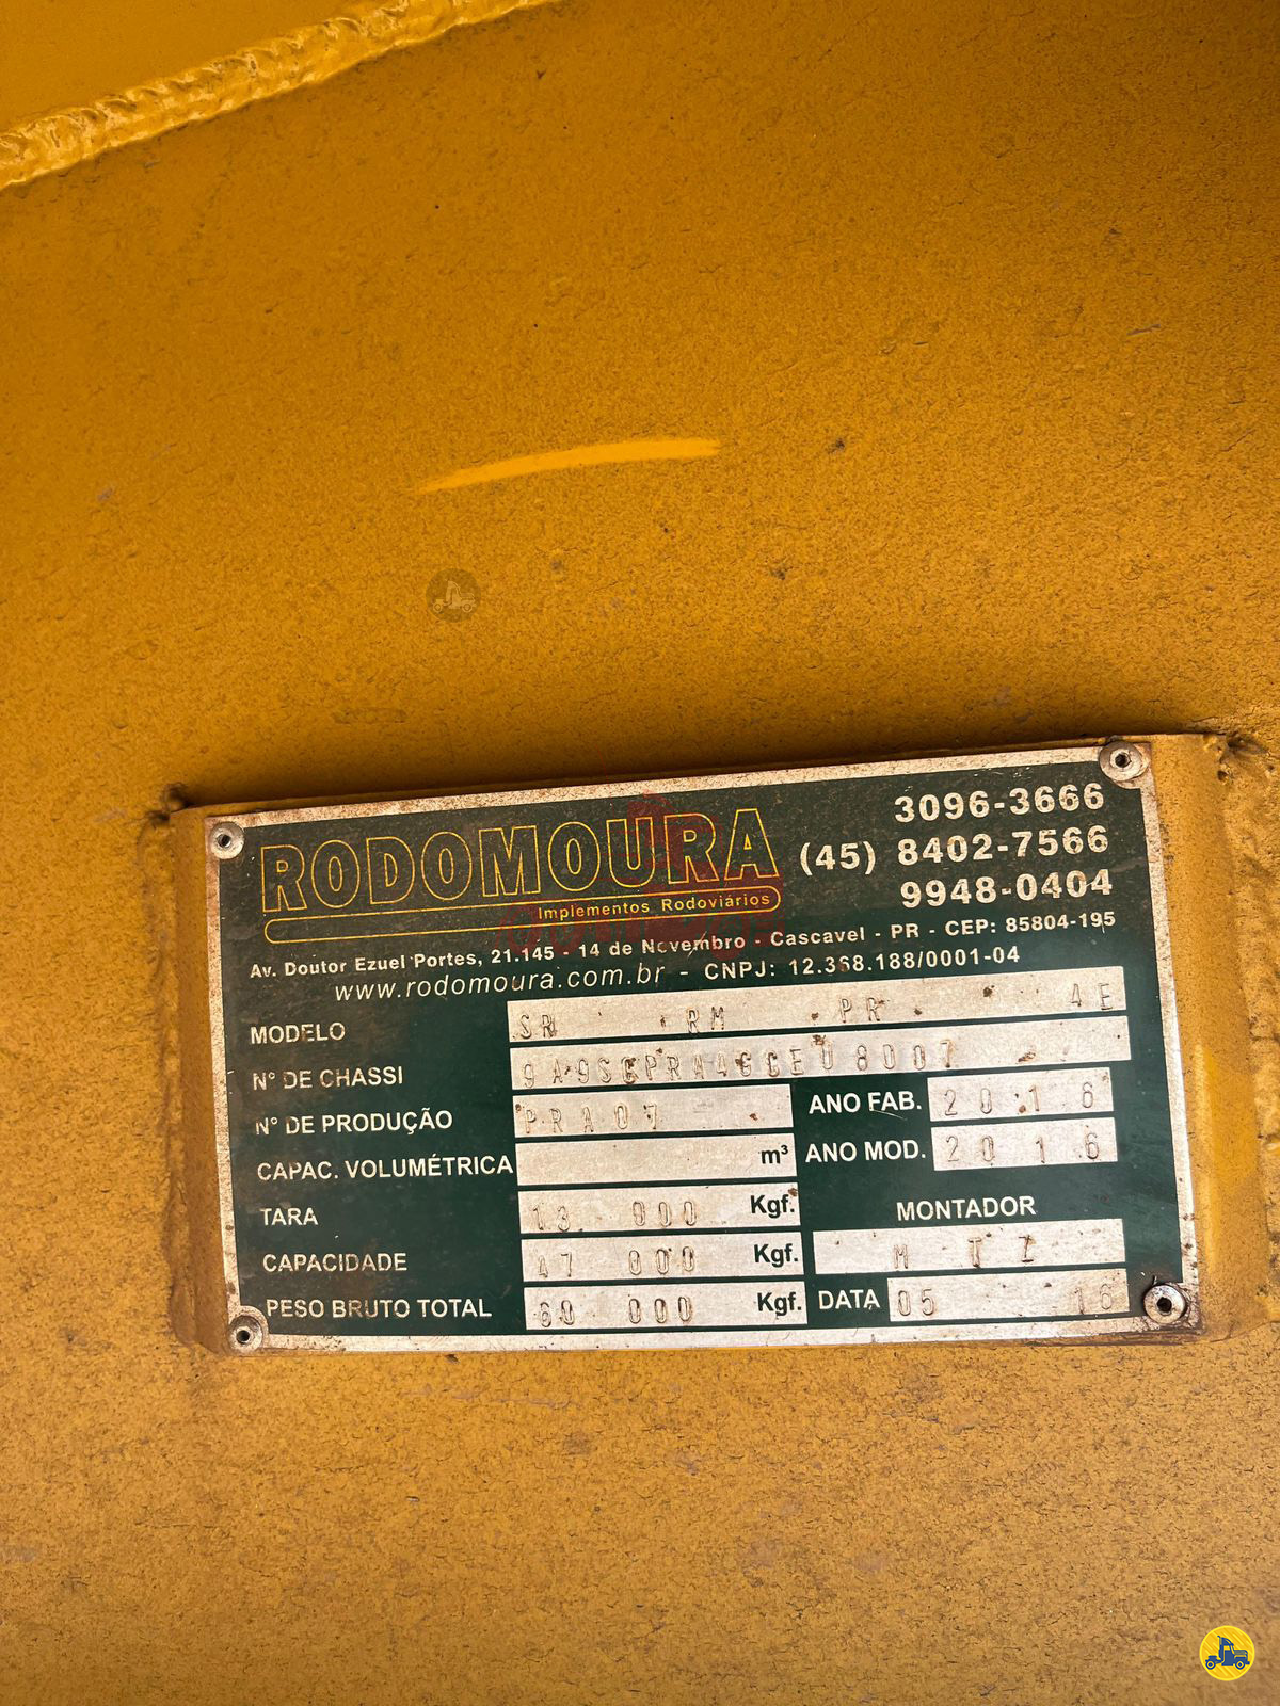 RODOMOURA
Implementos Rodoviários
3096-3666
(45) 8402-7566
9948-0404
Av. Doutor Ezuel Portes, 21.145 - 14 de Novembro - Cascavel - PR - CEP: 85804-195
www.rodomoura.com.br - CNPJ: 12.368.188/0001-04
MODELO SR RM PR 4E
Nº DE CHASSI
Nº DE PRODUÇÃO PRA07 ANO FAB. 2016
CAPAC. VOLUMÉTRICA m³ ANO MOD. 2016
TARA 13 000 Kgf. MONTADOR
CAPACIDADE 47 000 Kgf. M T Z
PESO BRUTO TOTAL 60 000 Kgf. DATA 05 16